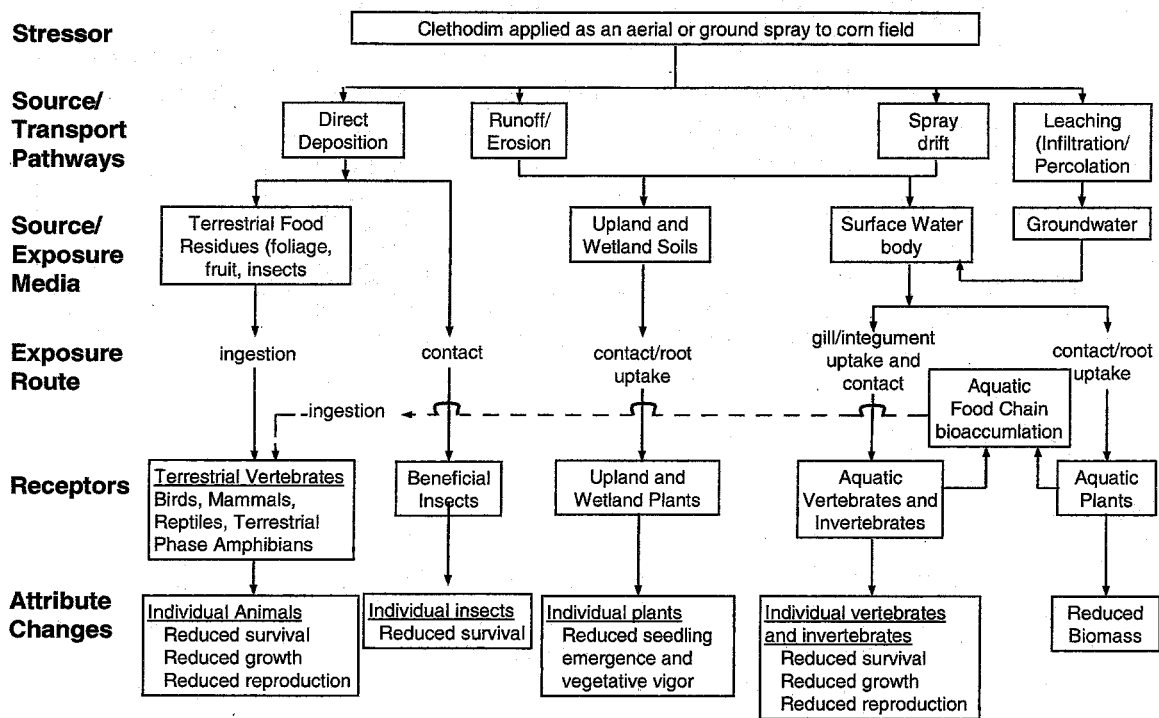 Stressor
Clethodim applied as an aerial or ground spray to corn field
Source/
Transport
Pathways
Direct
Deposition
Runoff/
Erosion
Spray
drift
Leaching
(Infiltration/
Percolation
Source/
Exposure
Media
Terrestrial Food
Residues (foliage,
fruit, insects
Upland and
Wetland Soils
Surface Water
body
Groundwater
Exposure
Route
ingestion
contact
contact/root
uptake
gill/integument
uptake and
contact
contact/root
uptake
ingestion
Aquatic
Food Chain
bioaccumlation
Receptors
Terrestrial Vertebrates
Birds, Mammals,
Reptiles, Terrestrial
Phase Amphibians
Beneficial
Insects
Upland and
Wetland Plants
Aquatic
Vertebrates and
Invertebrates
Aquatic
Plants
Attribute
Changes
Individual Animals
Reduced survival
Reduced growth
Reduced reproduction
Individual insects
Reduced survival
Individual plants
Reduced seedling
emergence and
vegetative vigor
Individual vertebrates
and invertebrates
Reduced survival
Reduced growth
Reduced reproduction
Reduced
Biomass